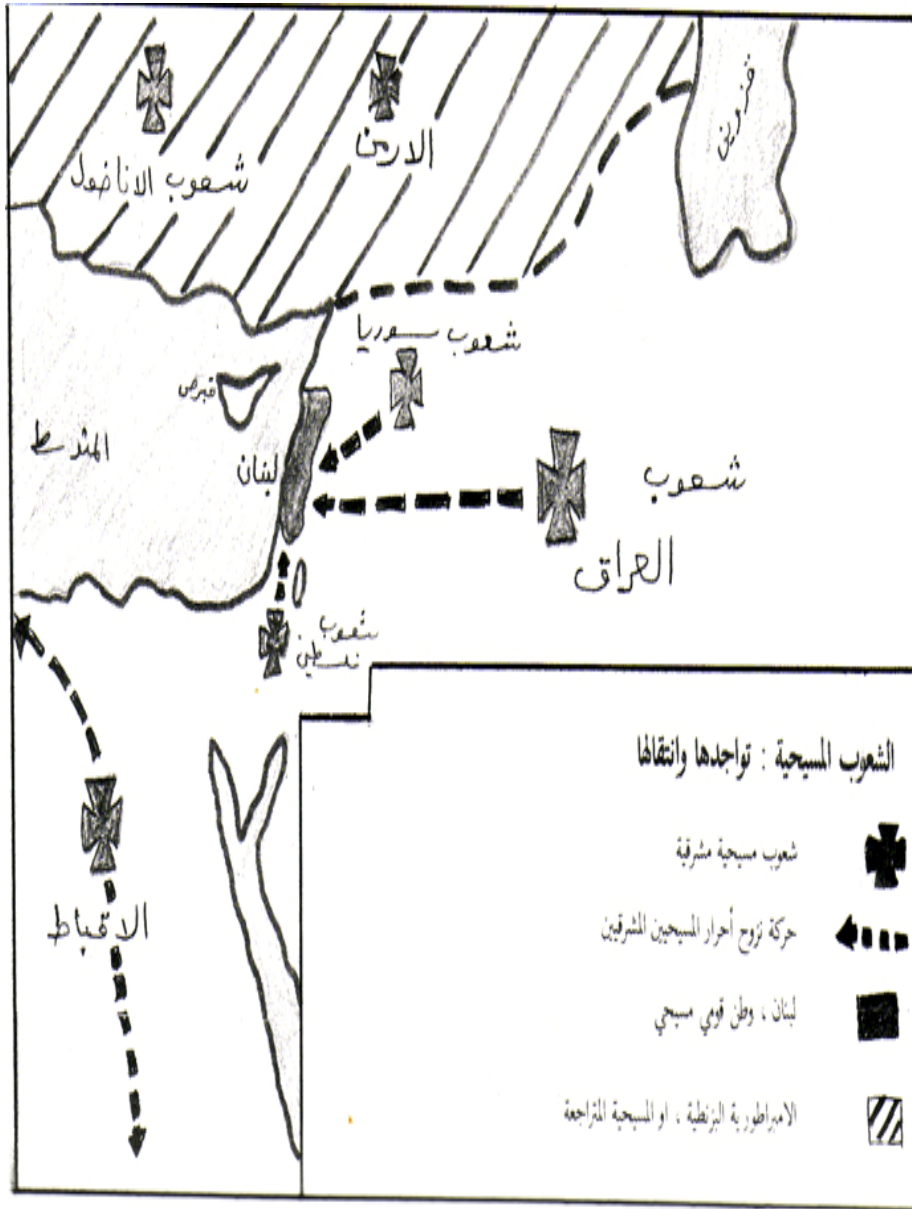 قزوين
الارمن
شعوب الاناضول
شعوب سوريا
قبرص
المتوسط
لبنان
شعوب
العراق
شعوب
فلسطين
الاقباط
الشعوب المسيحية : تواجدها وانتقالها
شعوب مسيحية مشرقية
حركة نزوح أحرار المسيحيين المشرقيين
لبنان ، وطن قومي مسيحي
الامبراطورية البزنطية ، او المسيحية المتراجعة